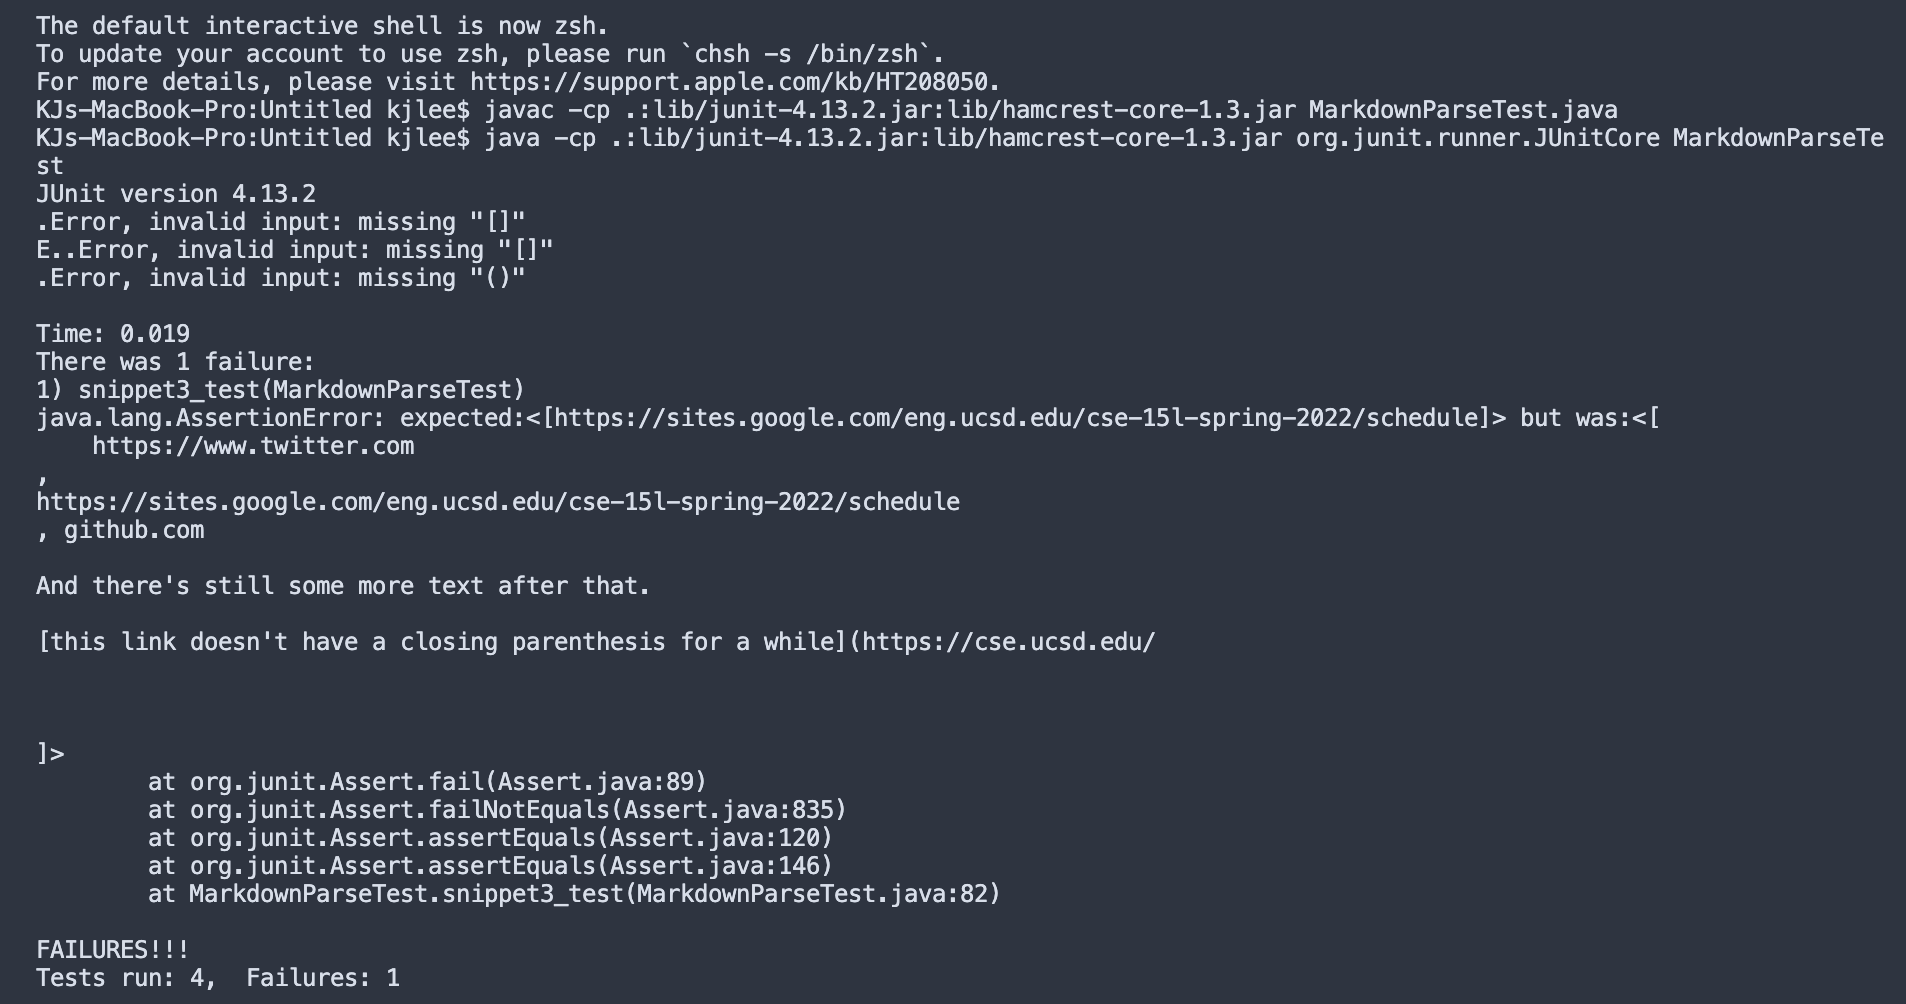 The default interactive shell is now zsh.
To update your account to use zsh, please run `chsh -s /bin/zsh`.
For more details, please visit https://support.apple.com/kb/HT208050.
KJs-MacBook-Pro:Untitled kjlee$ javac -cp .:lib/junit-4.13.2.jar:lib/hamcrest-core-1.3.jar MarkdownParseTest.java
KJs-MacBook-Pro:Untitled kjlee$ java -cp .:lib/junit-4.13.2.jar:lib/hamcrest-core-1.3.jar org.junit.runner.JUnitCore MarkdownParseTe
st
JUnit version 4.13.2
.Error, invalid input: missing "[]"
E..Error, invalid input: missing "[]"
.Error, invalid input: missing "()"

Time: 0.019
There was 1 failure:
1) snippet3_test(MarkdownParseTest)
java.lang.AssertionError: expected:<[https://sites.google.com/eng.ucsd.edu/cse-15l-spring-2022/schedule]> but was:<[
    https://www.twitter.com
,
https://sites.google.com/eng.ucsd.edu/cse-15l-spring-2022/schedule
, github.com

And there's still some more text after that.

[this link doesn't have a closing parenthesis for a while](https://cse.ucsd.edu/



]>
        at org.junit.Assert.fail(Assert.java:89)
        at org.junit.Assert.failNotEquals(Assert.java:835)
        at org.junit.Assert.assertEquals(Assert.java:120)
        at org.junit.Assert.assertEquals(Assert.java:146)
        at MarkdownParseTest.snippet3_test(MarkdownParseTest.java:82)

FAILURES!!!
Tests run: 4,  Failures: 1